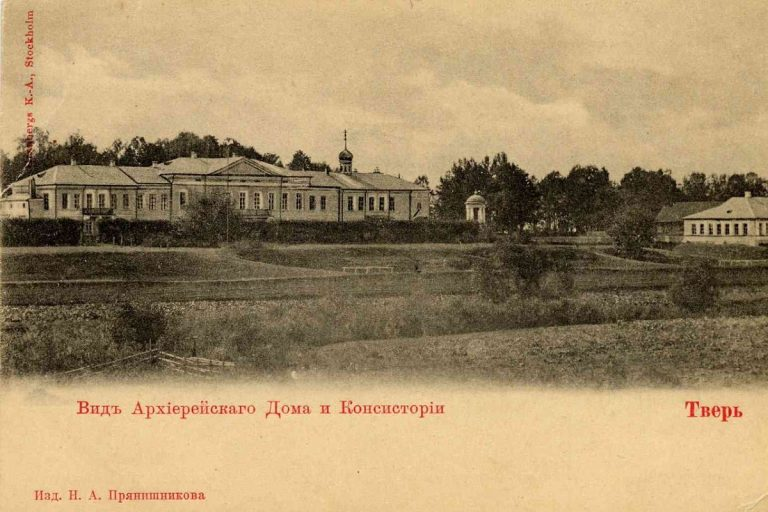 K.-A., Stockholm
Видъ Архіерейскаго Дома и Консисторіи
Тверь
Изд. Н. А. Прянишникова